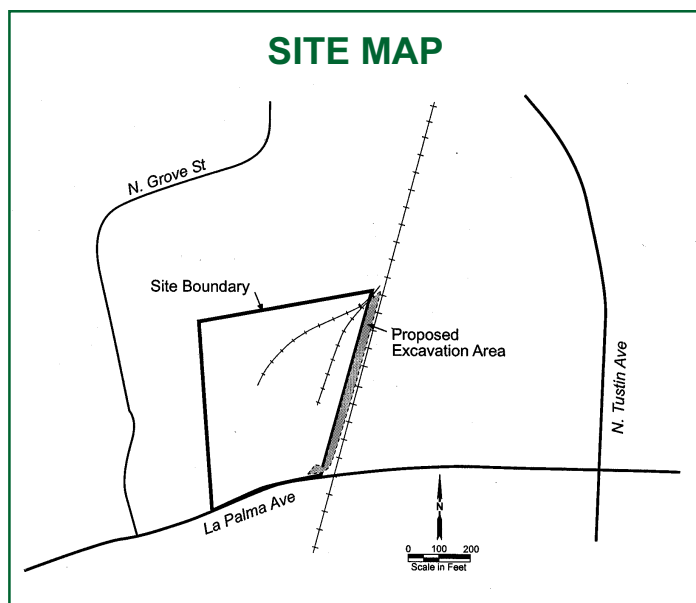 SITE MAP
N. Grove St
Site Boundary
Proposed
Excavation Area
N. Tustin Ave
La Palma Ave
N
0 100 200
Scale in Feet